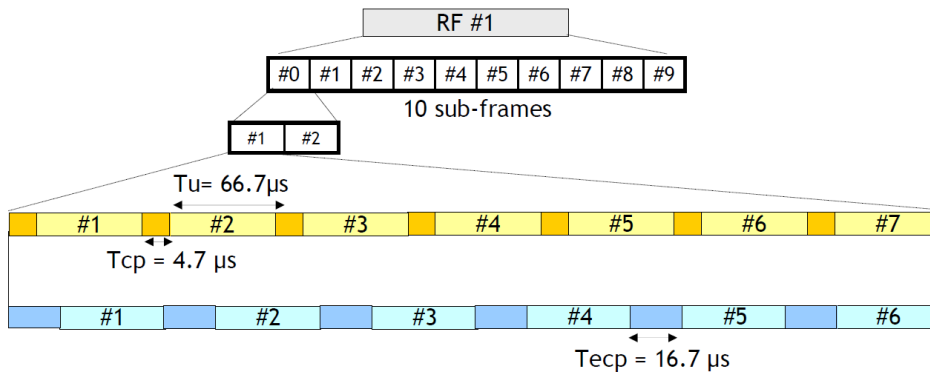 RF #1
#0 #1 #2 #3 #4 #5 #6 #7 #8 #9
10 sub-frames
#1 #2
Tu= 66.7µs
#1 #2 #3 #4 #5 #6 #7
Tcp = 4.7 µs
#1 #2 #3 #4 #5 #6
Tecp = 16.7 µs